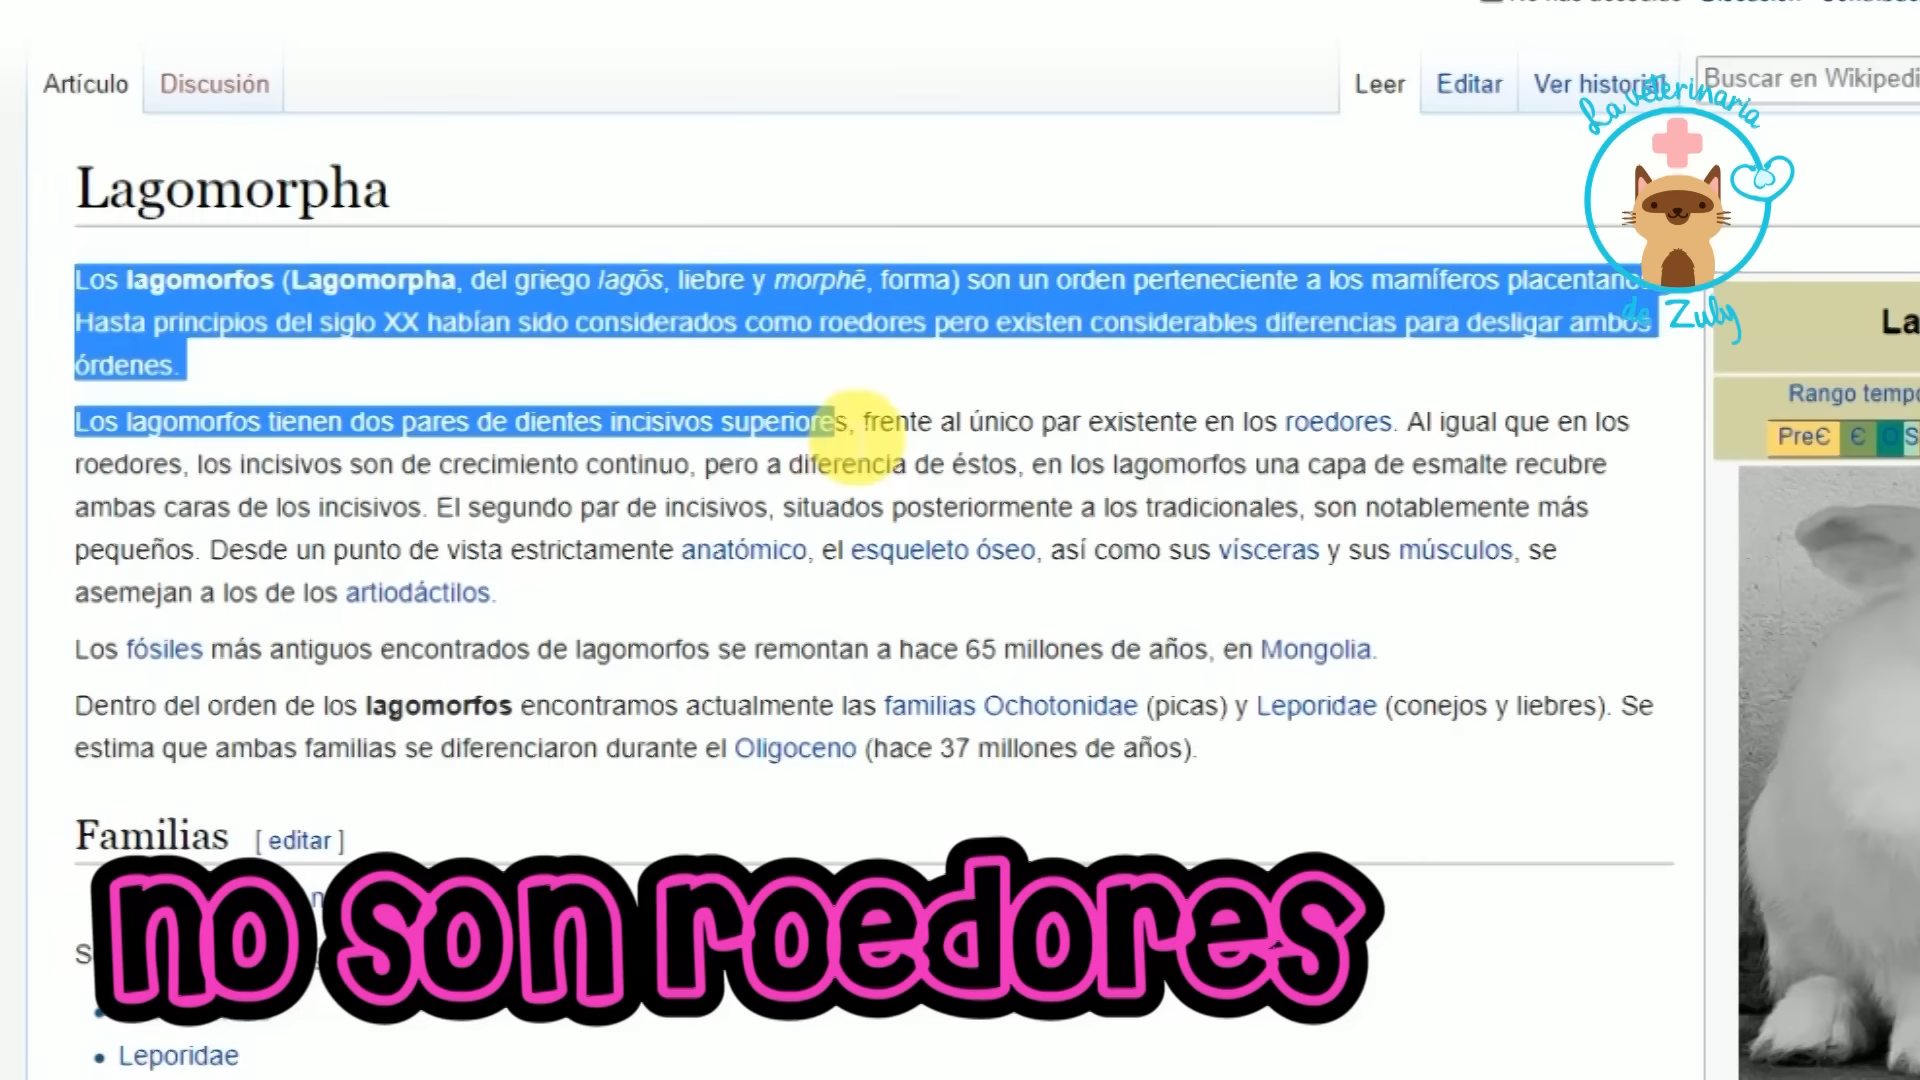 Discusión
Artículo
Discusión
Leer
Editar
Ver historial
Buscar en Wikipedi
La veterinaria
de Zuly
Lagomorpha
Los lagomorfos (Lagomorpha, del griego lagōs, liebre y morphē, forma) son un orden perteneciente a los mamíferos placentarios
Hasta principios del siglo XX habían sido considerados como roedores pero existen considerables diferencias para desligar ambos
órdenes.
Los lagomorfos tienen dos pares de dientes incisivos superiores, frente al único par existente en los roedores. Al igual que en los
roedores, los incisivos son de crecimiento continuo, pero a diferencia de éstos, en los lagomorfos una capa de esmalte recubre
ambas caras de los incisivos. El segundo par de incisivos, situados posteriormente a los tradicionales, son notablemente más
pequeños. Desde un punto de vista estrictamente anatómico, el esqueleto óseo, así como sus vísceras y sus músculos, se
asemejan a los de los artiodáctilos.
Los fósiles más antiguos encontrados de lagomorfos se remontan a hace 65 millones de años, en Mongolia.
Dentro del orden de los lagomorfos encontramos actualmente las familias Ochotonidae (picas) y Leporidae (conejos y liebres). Se
estima que ambas familias se diferenciaron durante el Oligoceno (hace 37 millones de años).
La
Rango tempo
PreЄ Є O S
Familias [ editar ]
no son roedores
Leporidae